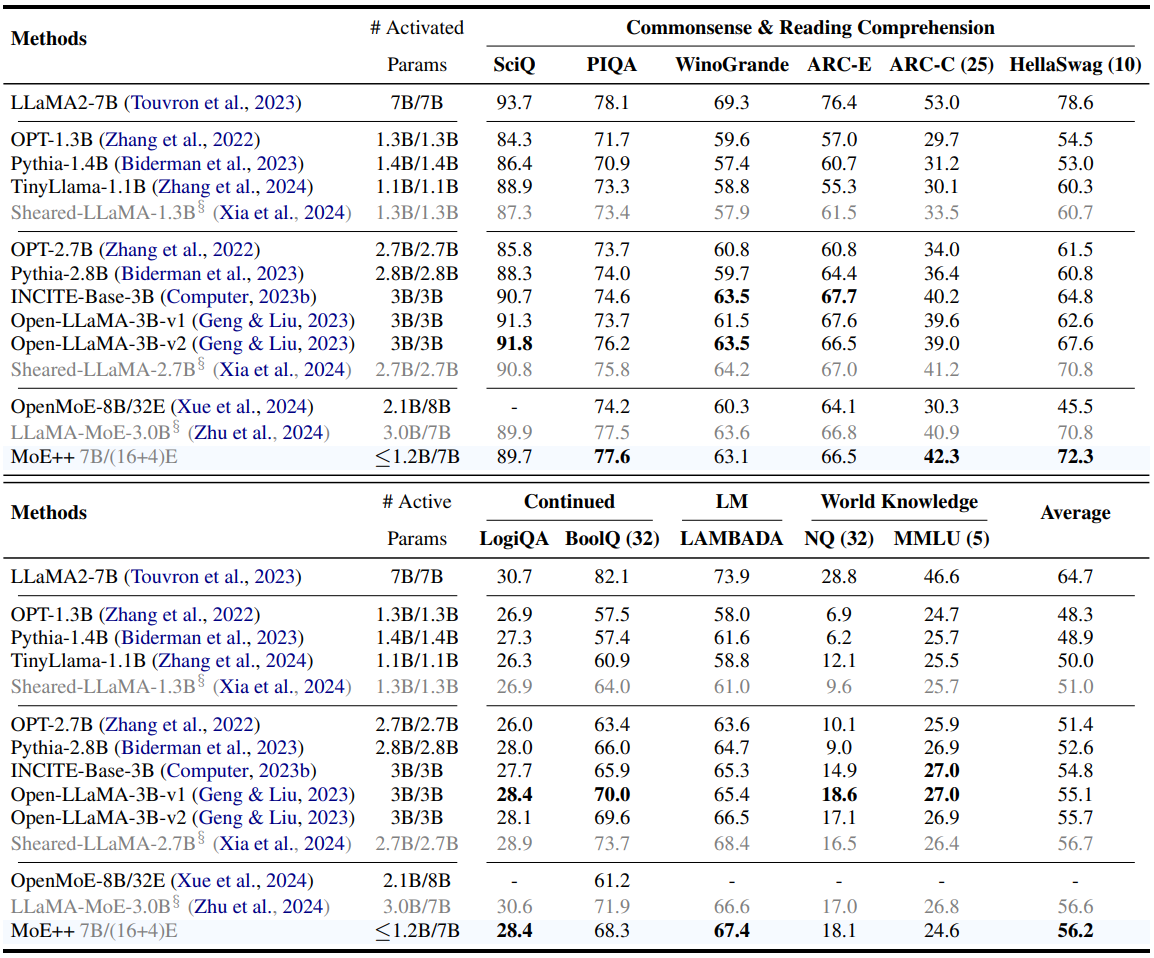 Methods # Activated Params Commonsense & Reading Comprehension
SciQ PIQA WinoGrande ARC-E ARC-C (25) HellaSwag (10)
LLaMA2-7B (Touvron et al., 2023) 7B/7B 93.7 78.1 69.3 76.4 53.0 78.6
OPT-1.3B (Zhang et al., 2022) 1.3B/1.3B 84.3 71.7 59.6 57.0 29.7 54.5
Pythia-1.4B (Biderman et al., 2023) 1.4B/1.4B 86.4 70.9 57.4 60.7 31.2 53.0
TinyLlama-1.1B (Zhang et al., 2024) 1.1B/1.1B 88.9 73.3 58.8 55.3 30.1 60.3
Sheared-LLaMA-1.3B§ (Xia et al., 2024) 1.3B/1.3B 87.3 73.4 57.9 61.5 33.5 60.7
OPT-2.7B (Zhang et al., 2022) 2.7B/2.7B 85.8 73.7 60.8 60.8 34.0 61.5
Pythia-2.8B (Biderman et al., 2023) 2.8B/2.8B 88.3 74.0 59.7 64.4 36.4 60.8
INCITE-Base-3B (Computer, 2023b) 3B/3B 90.7 74.6 63.5 67.7 40.2 64.8
Open-LLaMA-3B-v1 (Geng & Liu, 2023) 3B/3B 91.3 73.7 61.5 67.6 39.6 62.6
Open-LLaMA-3B-v2 (Geng & Liu, 2023) 3B/3B 91.8 76.2 63.5 66.5 39.0 67.6
Sheared-LLaMA-2.7B§ (Xia et al., 2024) 2.7B/2.7B 90.8 75.8 64.2 67.0 41.2 70.8
OpenMoE-8B/32E (Xue et al., 2024) 2.1B/8B - 74.2 60.3 64.1 30.3 45.5
LLaMA-MoE-3.0B§ (Zhu et al., 2024) 3.0B/7B 89.9 77.5 63.6 66.8 40.9 70.8
MoE++ 7B/(16+4)E ≤1.2B/7B 89.7 77.6 63.1 66.5 42.3 72.3
Methods # Active Params Continued LM World Knowledge Average
LogiQA BoolQ (32) LAMBADA NQ (32) MMLU (5)
LLaMA2-7B (Touvron et al., 2023) 7B/7B 30.7 82.1 73.9 28.8 46.6 64.7
OPT-1.3B (Zhang et al., 2022) 1.3B/1.3B 26.9 57.5 58.0 6.9 24.7 48.3
Pythia-1.4B (Biderman et al., 2023) 1.4B/1.4B 27.3 57.4 61.6 6.2 25.7 48.9
TinyLlama-1.1B (Zhang et al., 2024) 1.1B/1.1B 26.3 60.9 58.8 12.1 25.5 50.0
Sheared-LLaMA-1.3B§ (Xia et al., 2024) 1.3B/1.3B 26.9 64.0 61.0 9.6 25.7 51.0
OPT-2.7B (Zhang et al., 2022) 2.7B/2.7B 26.0 63.4 63.6 10.1 25.9 51.4
Pythia-2.8B (Biderman et al., 2023) 2.8B/2.8B 28.0 66.0 64.7 9.0 26.9 52.6
INCITE-Base-3B (Computer, 2023b) 3B/3B 27.7 65.9 65.3 14.9 27.0 54.8
Open-LLaMA-3B-v1 (Geng & Liu, 2023) 3B/3B 28.4 70.0 65.4 18.6 27.0 55.1
Open-LLaMA-3B-v2 (Geng & Liu, 2023) 3B/3B 28.1 69.6 66.5 17.1 26.9 55.7
Sheared-LLaMA-2.7B§ (Xia et al., 2024) 2.7B/2.7B 28.9 73.7 68.4 16.5 26.4 56.7
OpenMoE-8B/32E (Xue et al., 2024) 2.1B/8B - 61.2 - - - -
LLaMA-MoE-3.0B§ (Zhu et al., 2024) 3.0B/7B 30.6 71.9 66.6 17.0 26.8 56.6
MoE++ 7B/(16+4)E ≤1.2B/7B 28.4 68.3 67.4 18.1 24.6 56.2